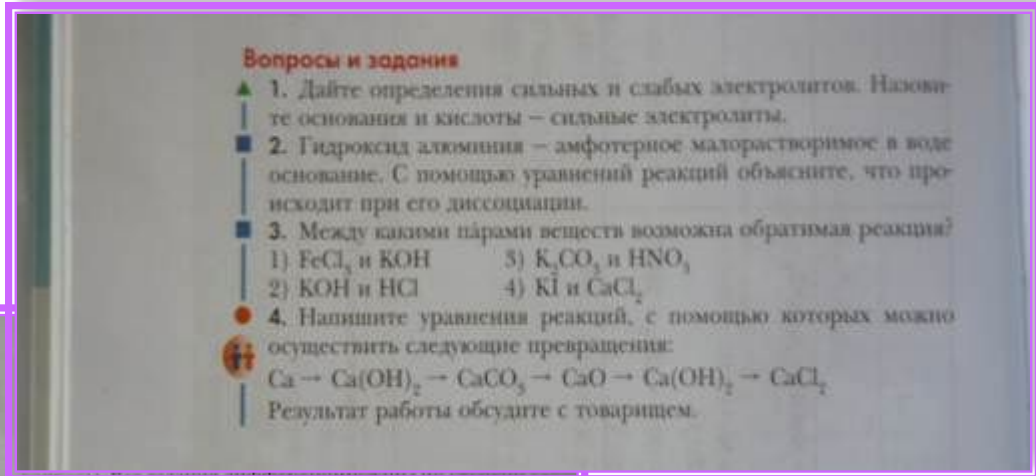 Вопросы и задания
1. Дайте определения сильных и слабых электролитов. Назови-
те основания и кислоты – сильные электролиты.
2. Гидроксид алюминия – амфотерное малорастворимое в воде
основание. С помощью уравнений реакций объясните, что про-
исходит при его диссоциации.
3. Между какими па́рами веществ возможна обратимая реакция?
1) FeCl₃ и KOH 3) K₂CO₃ и HNO₃
2) KOH и HCl 4) KI и CaCl₂
4. Напишите уравнения реакций, с помощью которых можно
осуществить следующие превращения:
Ca → Ca(OH)₂ → CaCO₃ → CaO → Ca(OH)₂ → CaCl₂
Результат работы обсудите с товарищем.